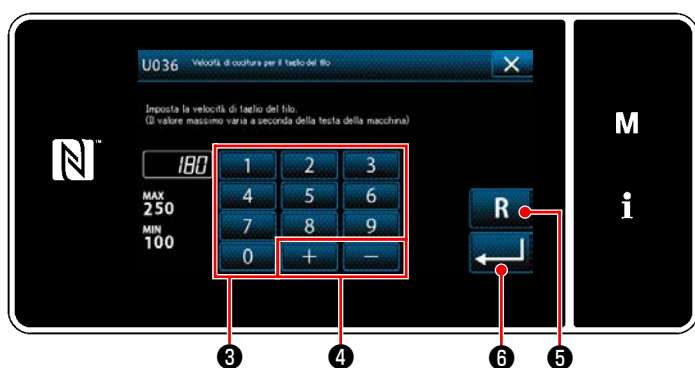 U036 Velocità di cucitura per il taglio del filo
Imposta la velocità di taglio del filo.
(Il valore massimo varia a seconda della testa della macchina)
180
1 2 3
MAX
250
4 5 6
MIN
100
7 8 9
0 + −
R
M
i
N
❸ ❹ ❻ ❺